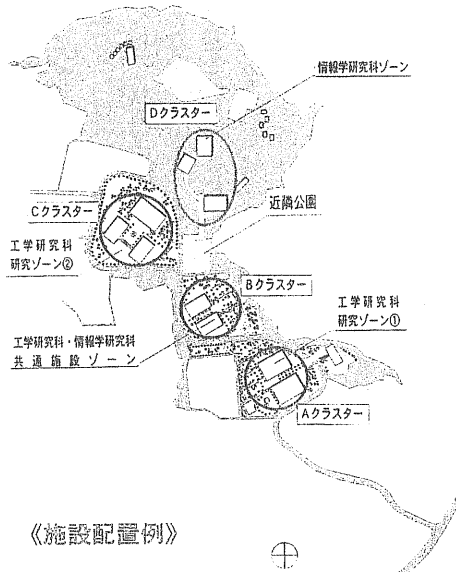 情報学研究科ゾーン
Dクラスター
Cクラスター
近隣公園
工学研究科
研究ゾーン②
Bクラスター
工学研究科
研究ゾーン①
工学研究科・情報学研究科
共通施設ゾーン
Aクラスター
《施設配置例》